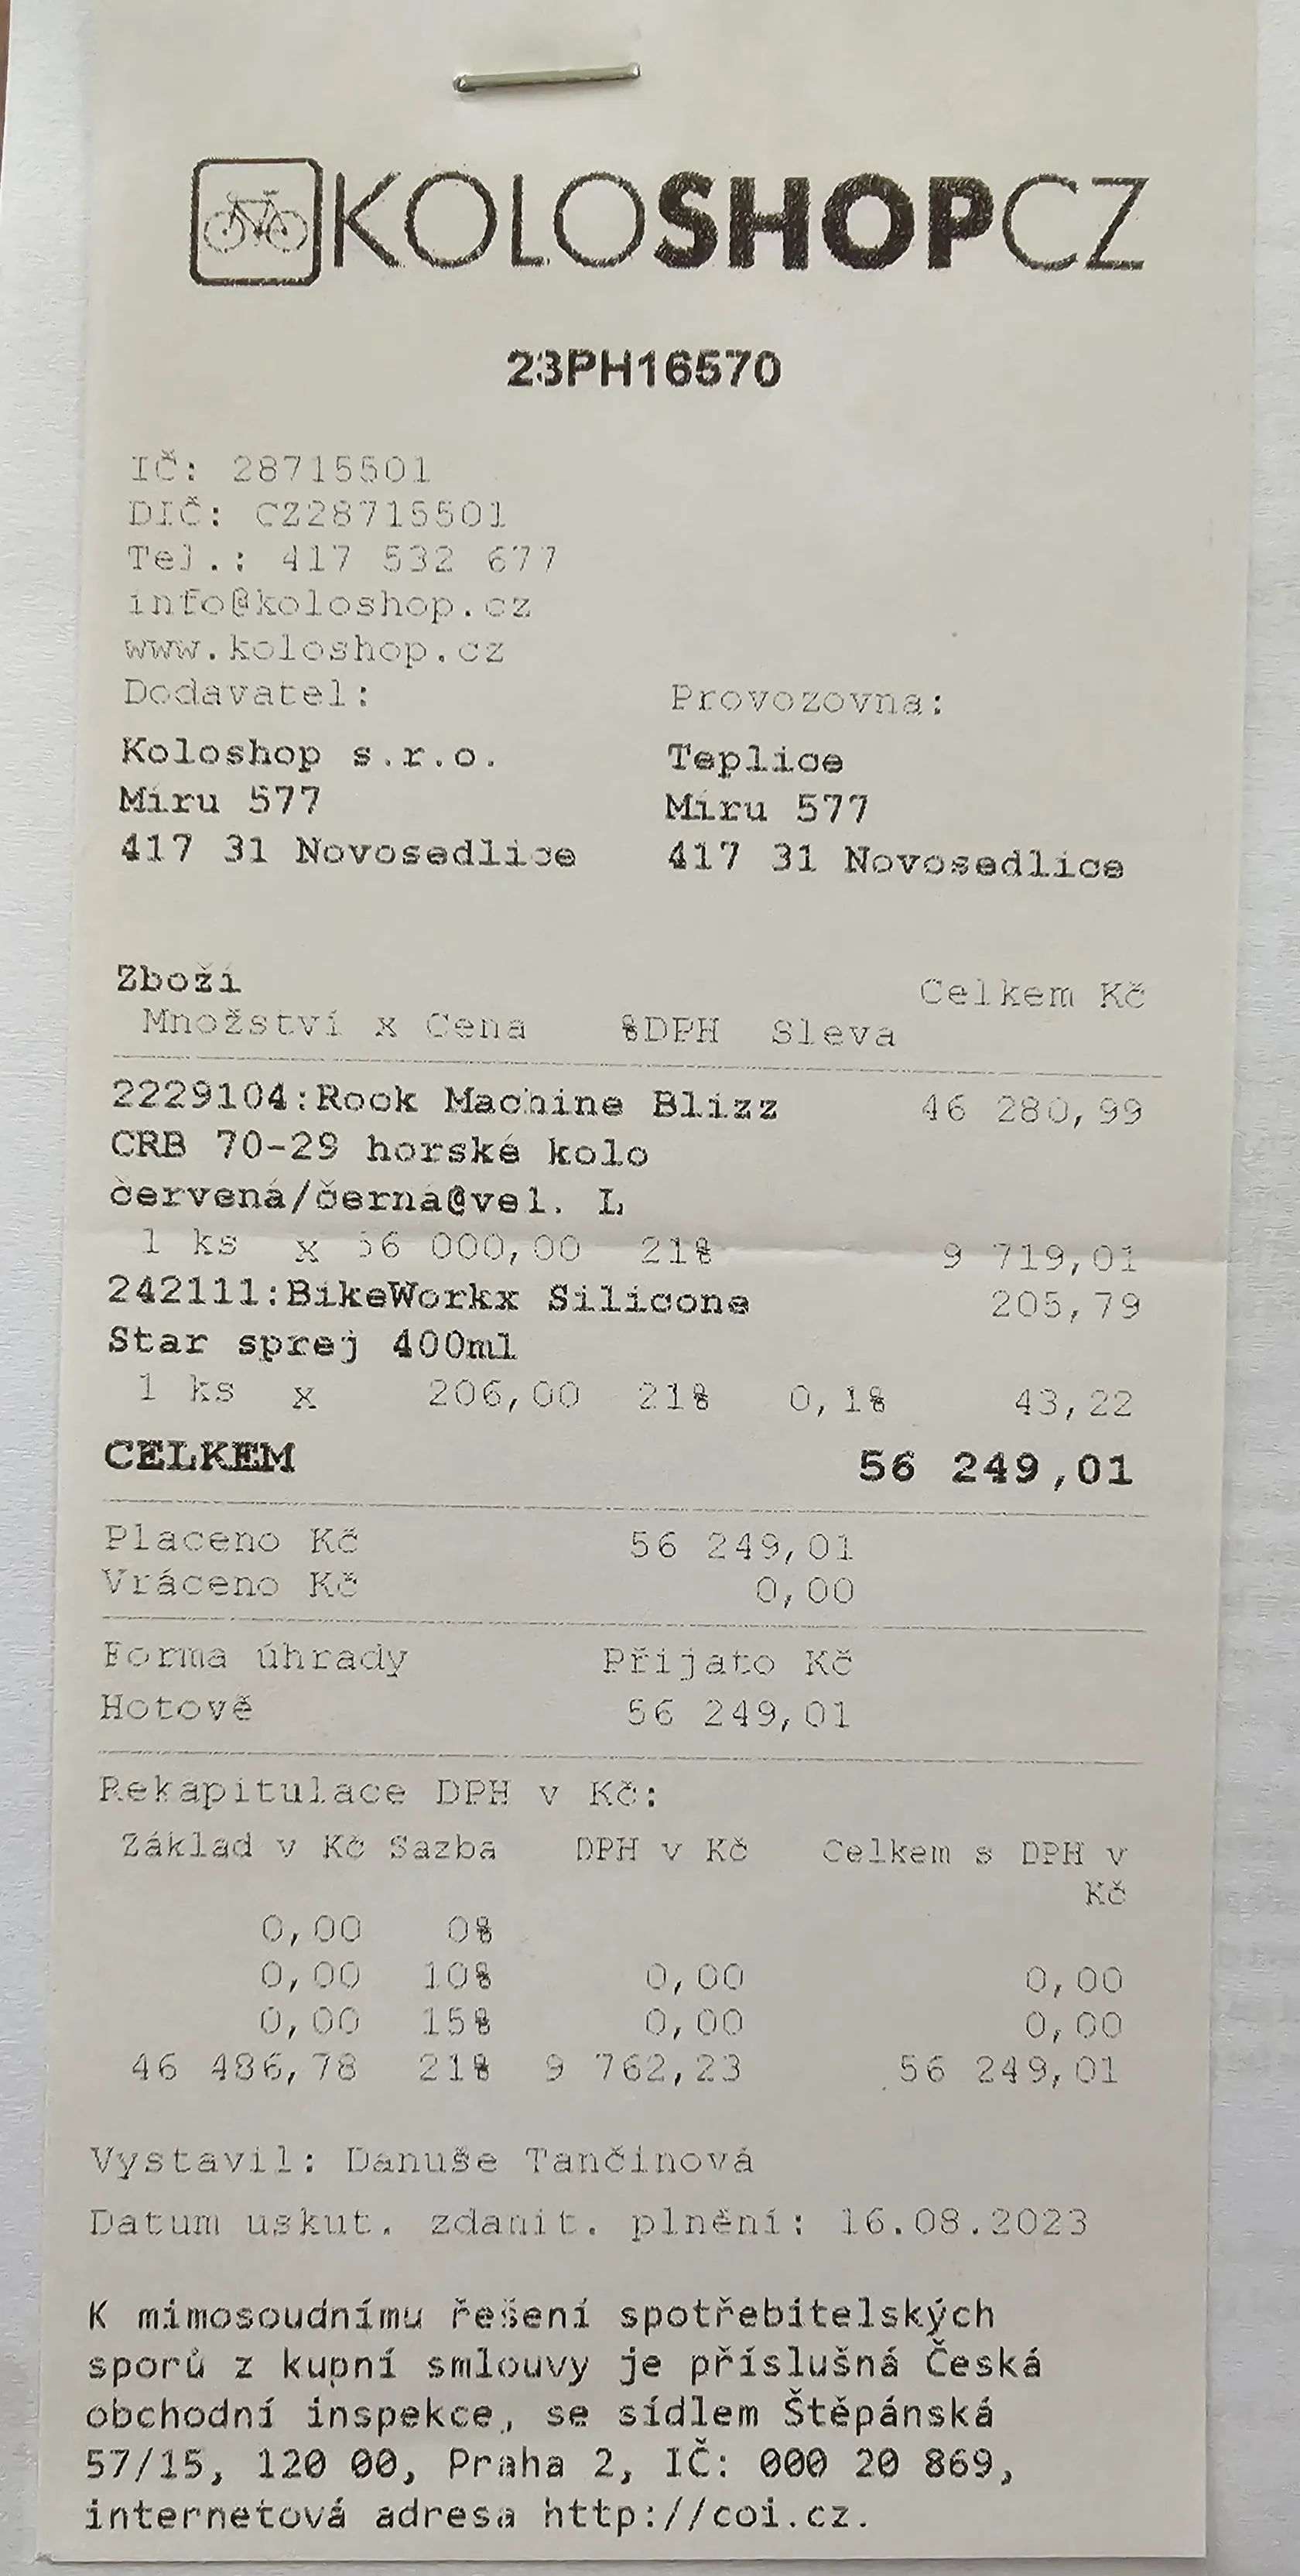 KOLOSHOPCZ
23PH16570
IČ: 28715501
DIČ: CZ28715501
Tel.: 417 532 677
info@koloshop.cz
www.koloshop.cz
Dodavatel: Provozovna:
Koloshop s.r.o. Teplice
Míru 577 Míru 577
417 31 Novosedlice 417 31 Novosedlice
Zboží Celkem Kč
Množství x Cena %DPH Sleva
2229104:Rock Machine Blizz 46 280,99
CRB 70-29 horské kolo
červená/černá@vel. L
1 ks x 56 000,00 21% 9 719,01
242111:BikeWorkx Silicone 205,79
Star sprej 400ml
1 ks x 206,00 21% 0,1% 43,22
CELKEM 56 249,01
Placeno Kč 56 249,01
Vráceno Kč 0,00
Forma úhrady Přijato Kč
Hotově 56 249,01
Rekapitulace DPH v Kč:
Základ v Kč Sazba DPH v Kč Celkem s DPH v
Kč
0,00 0%
0,00 10% 0,00 0,00
0,00 15% 0,00 0,00
46 486,78 21% 9 762,23 56 249,01
Vystavil: Danuše Tančinová
Datum uskut. zdanit. plnění: 16.08.2023
K mimosoudnímu řešení spotřebitelských
sporů z kupní smlouvy je příslušná Česká
obchodní inspekce, se sídlem Štěpánská
57/15, 120 00, Praha 2, IČ: 000 20 869,
internetová adresa http://coi.cz.